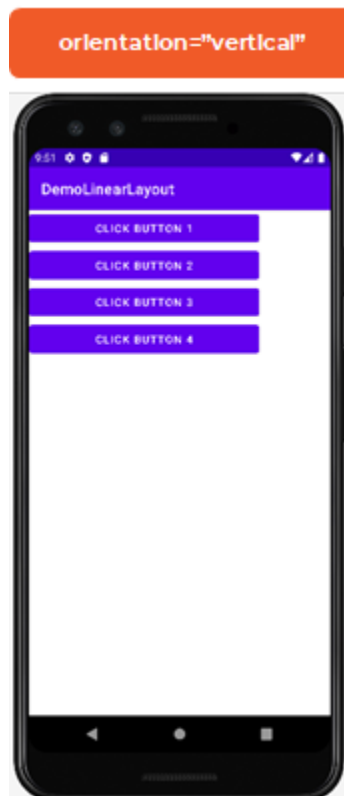 orientation="vertical"
9:51
DemoLinearLayout
CLICK BUTTON 1
CLICK BUTTON 2
CLICK BUTTON 3
CLICK BUTTON 4